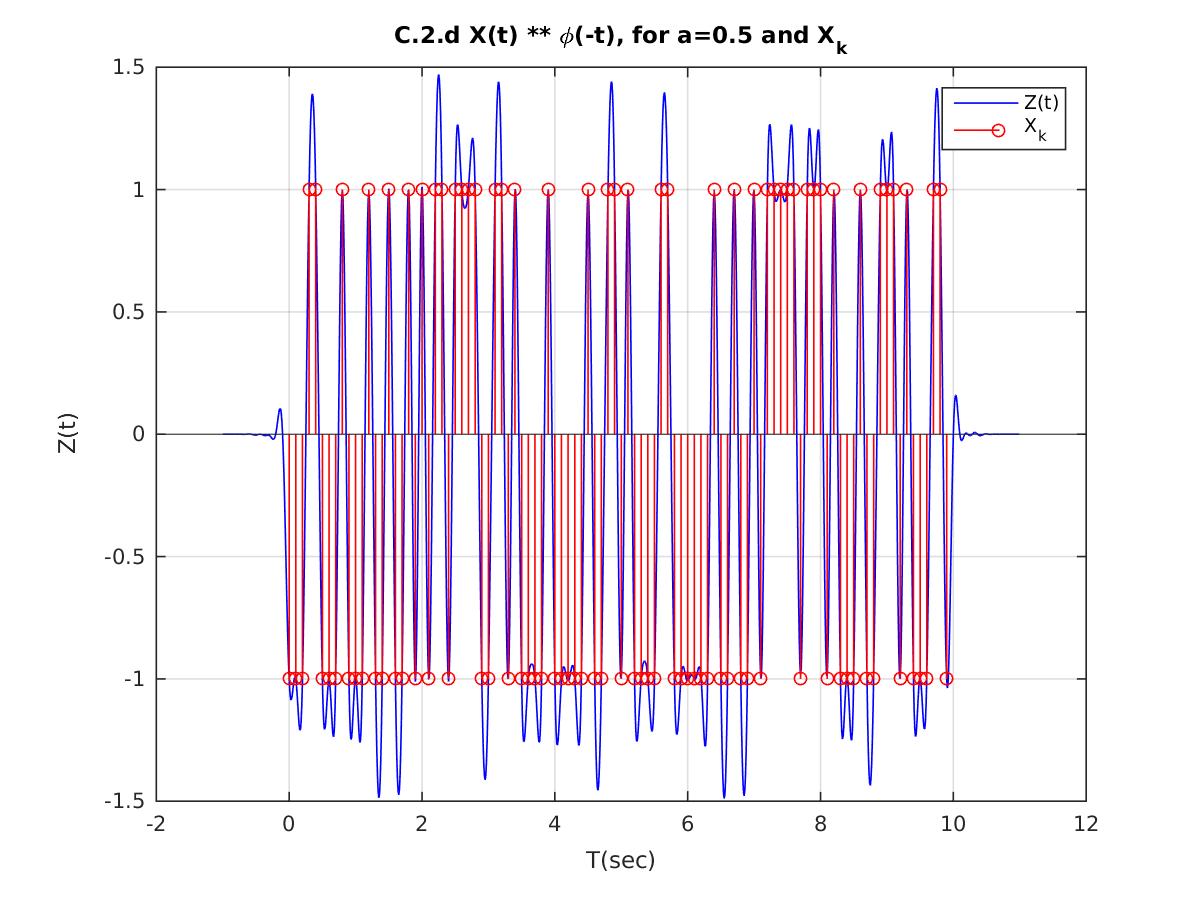 C.2.d X(t) ** ϕ(-t), for a=0.5 and Xk
Z(t)
Xk
1.5
1
0.5
0
-0.5
-1
-1.5
Z(t)
-2 0 2 4 6 8 10 12
T(sec)